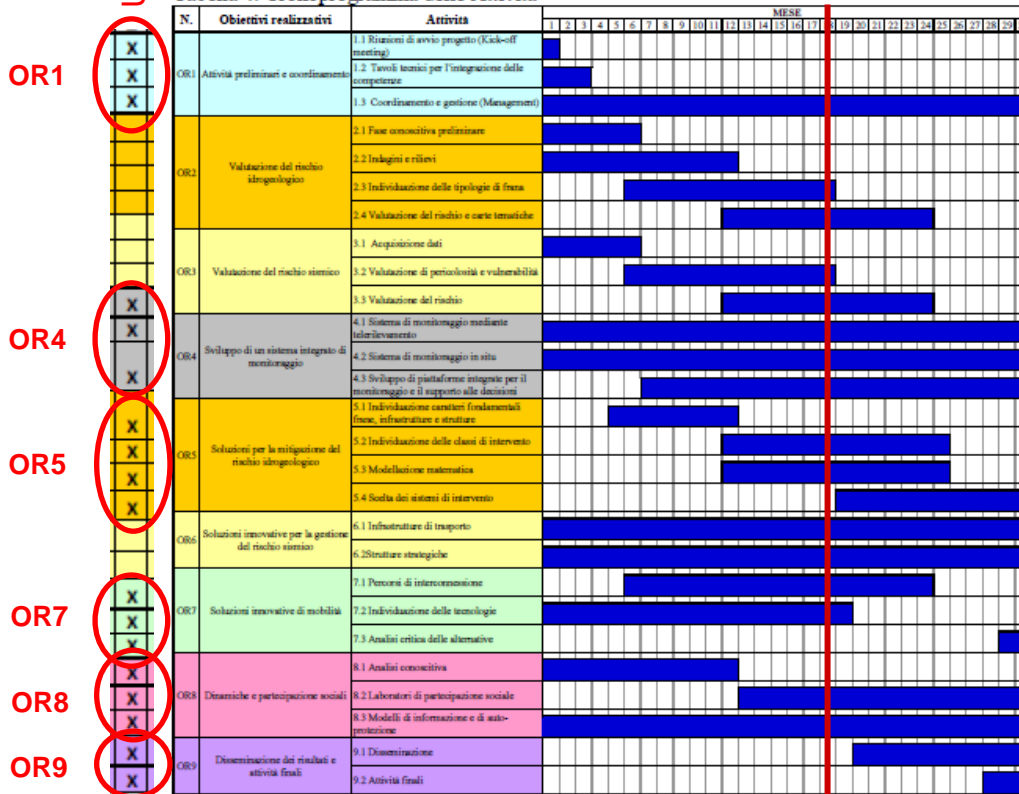 N. Obiettivi realizzativi Attività MESE
1 2 3 4 5 6 7 8 9 10 11 12 13 14 15 16 17 18 19 20 21 22 23 24 25 26 27 28 29
OR1
X
X
X
OR1 Attività preliminari e coordinamento
1.1 Riunioni di avvio progetto (Kick-off
meeting)
1.2 Tavoli tecnici per l'integrazione delle
competenze
1.3 Coordinamento e gestione (Management)
OR2 Valutazione del rischio
idrogeologico
2.1 Fase conoscitiva preliminare
2.2 Indagini e rilievi
2.3 Individuazione delle tipologie di frana
2.4 Valutazione del rischio e carte tematiche
OR3 Valutazione del rischio sismico
3.1 Acquisizione dati
3.2 Valutazione di pericolosità e vulnerabilità
3.3 Valutazione del rischio
OR4
X
X
X
OR4 Sviluppo di un sistema integrato di
monitoraggio
4.1 Sistema di monitoraggio mediante
telerilevamento
4.2 Sistema di monitoraggio in situ
4.3 Sviluppo di piattaforme integrate per il
monitoraggio e il supporto alle decisioni
OR5
X
X
X
X
OR5 Soluzioni per la mitigazione del
rischio idrogeologico
5.1 Individuazione caratteri fondamentali
frese, infrastrutture e strutture
5.2 Individuazione delle classi di intervento
5.3 Modellazione matematica
5.4 Scelta dei sistemi di intervento
OR6 Soluzioni innovative per la gestione
del rischio sismico
6.1 Infrastrutture di trasporto
6.2Strutture strategiche
OR7
X
X
X
OR7 Soluzioni innovative di mobilità
7.1 Percorsi di interconnessione
7.2 Individuazione delle tecnologie
7.3 Analisi critica delle alternative
OR8
X
X
X
OR8 Dinamiche e partecipazione sociali
8.1 Analisi conoscitiva
8.2 Laboratori di partecipazione sociale
8.3 Modelli di informazione e di auto-
protezione
OR9
X
X
OR9 Disseminazione dei risultati e
attività finali
9.1 Disseminazione
9.2 Attività finali